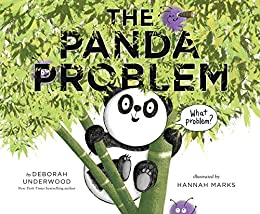 THE
PANDA
PROBLEM
What
problem?
by DEBORAH
UNDERWOOD
New York Times bestselling author
illustrated by
HANNAH MARKS